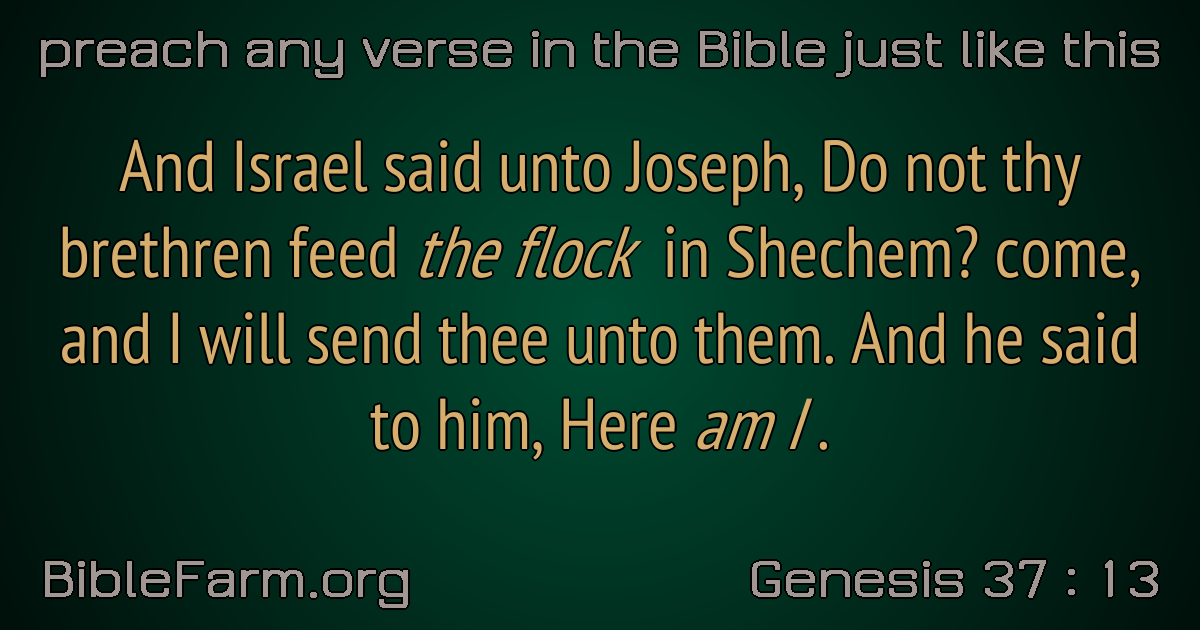 preach any verse in the Bible just like this
And Israel said unto Joseph, Do not thy
brethren feed the flock in Shechem? come,
and I will send thee unto them. And he said
to him, Here am I .
BibleFarm.org
Genesis 37 : 13